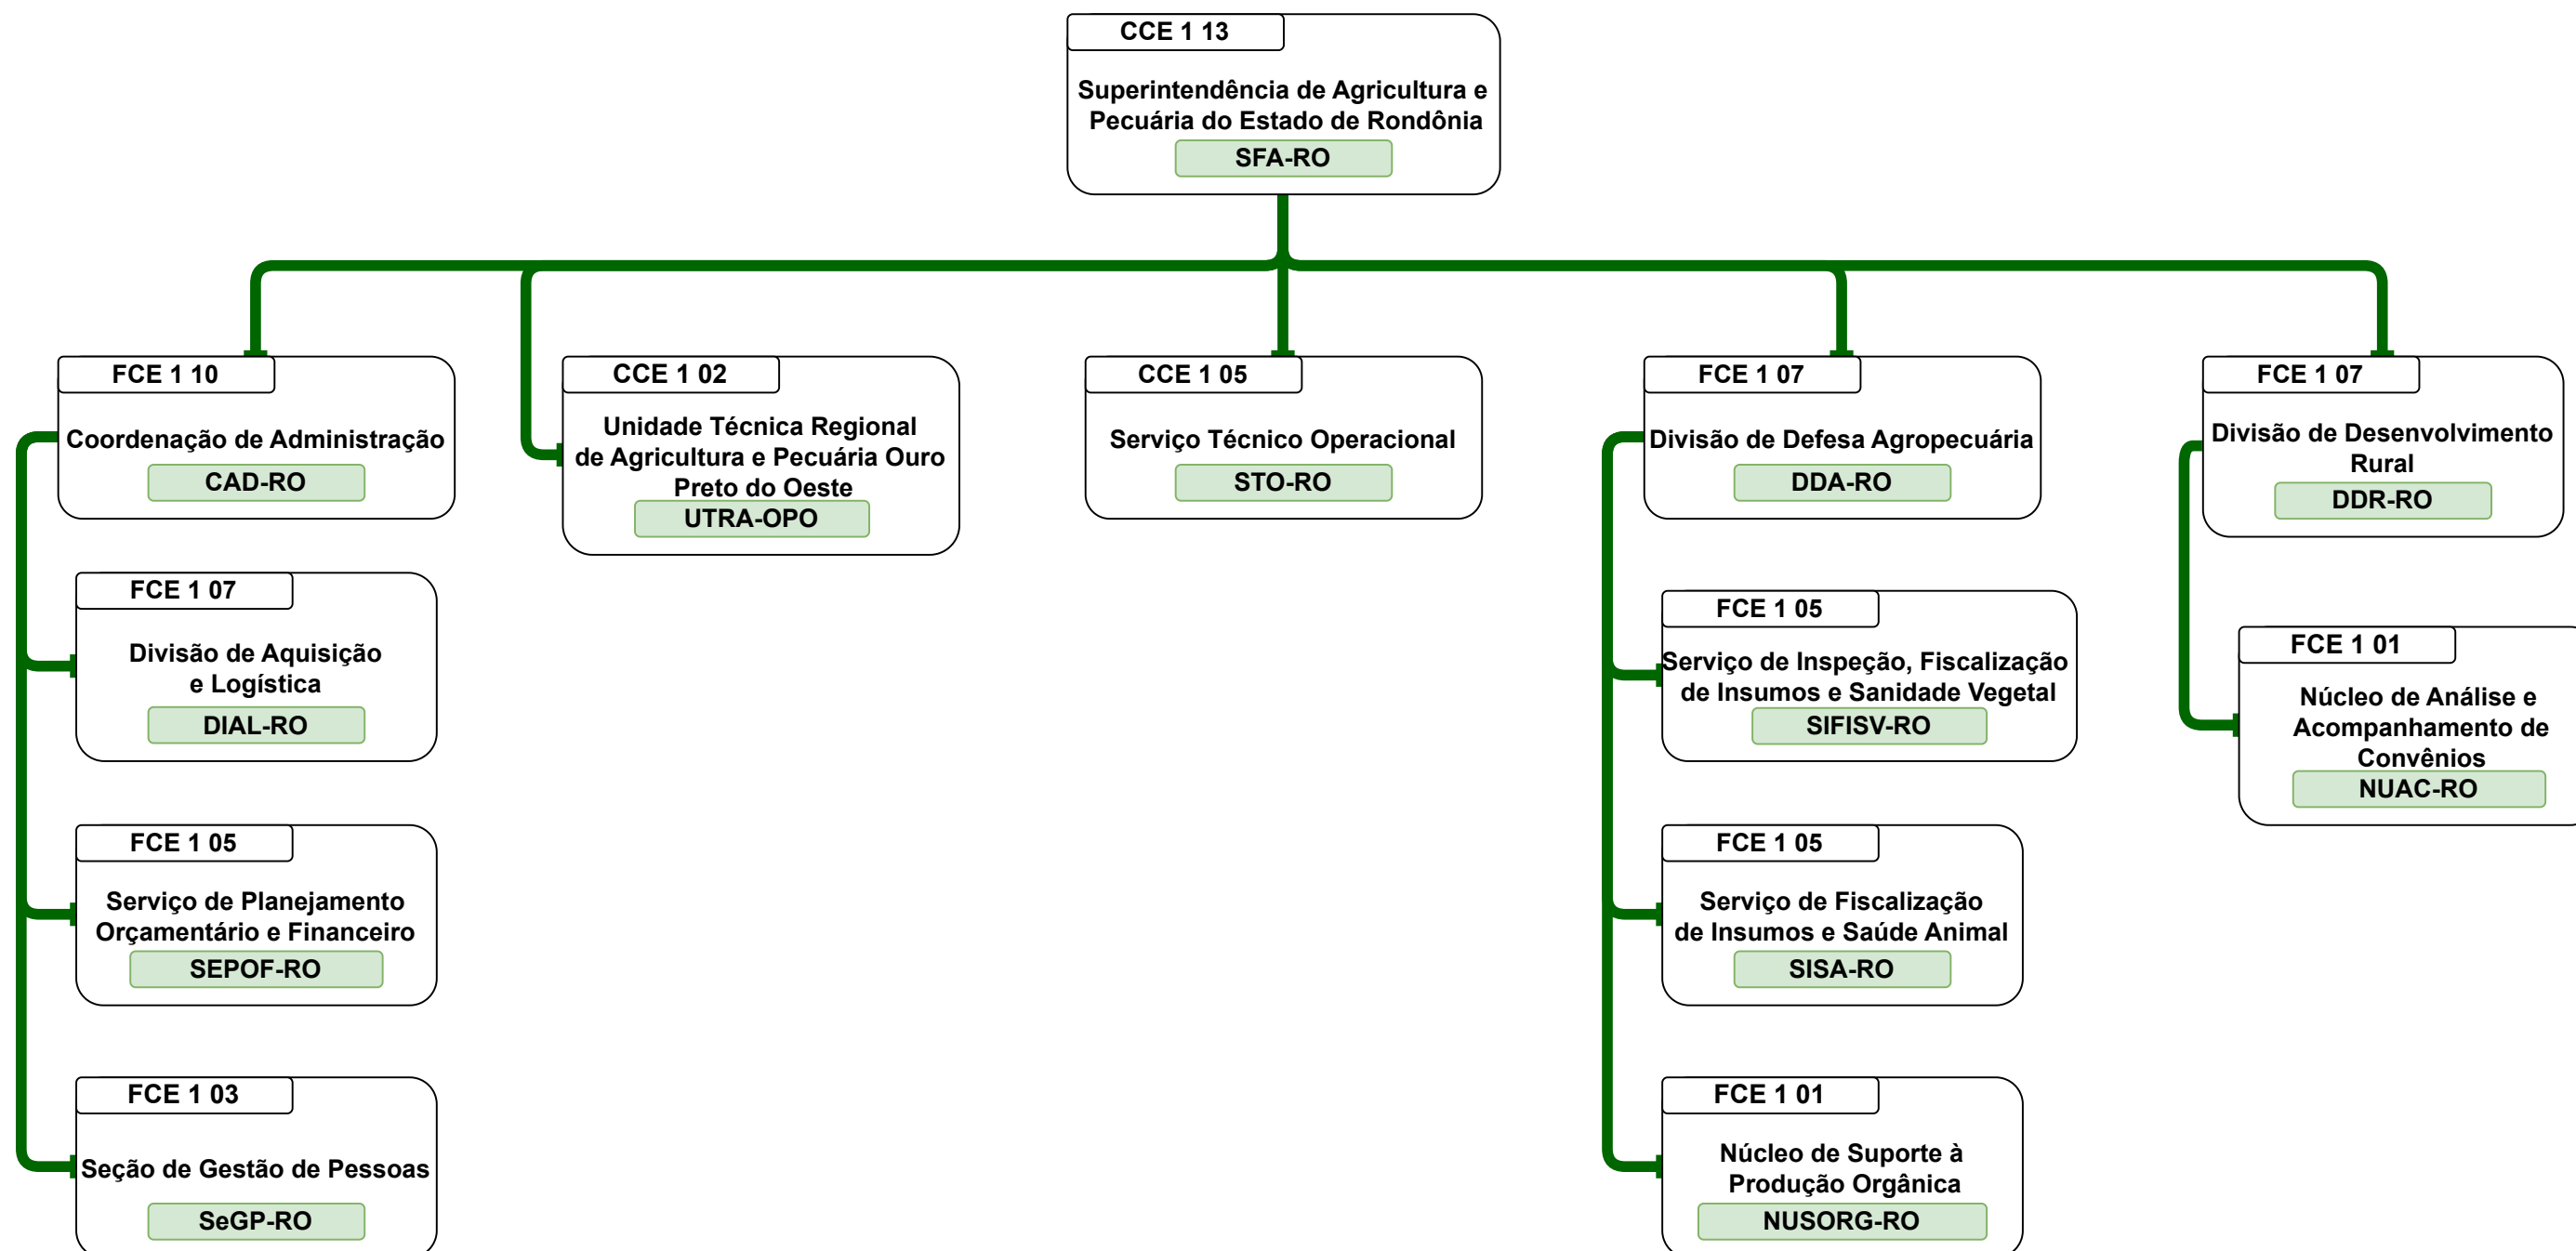 CCE 1 13
Superintendência de Agricultura e
Pecuária do Estado de Rondônia
SFA-RO
FCE 1 10
Coordenação de Administração
CAD-RO
CCE 1 02
Unidade Técnica Regional
de Agricultura e Pecuária Ouro
Preto do Oeste
UTRA-OPO
CCE 1 05
Serviço Técnico Operacional
STO-RO
FCE 1 07
Divisão de Defesa Agropecuária
DDA-RO
FCE 1 07
Divisão de Desenvolvimento
Rural
DDR-RO
FCE 1 07
Divisão de Aquisição
e Logística
DIAL-RO
FCE 1 05
Serviço de Planejamento
Orçamentário e Financeiro
SEPOF-RO
FCE 1 03
Seção de Gestão de Pessoas
SeGP-RO
FCE 1 05
Serviço de Inspeção, Fiscalização
de Insumos e Sanidade Vegetal
SIFISV-RO
FCE 1 05
Serviço de Fiscalização
de Insumos e Saúde Animal
SISA-RO
FCE 1 01
Núcleo de Suporte à
Produção Orgânica
NUSORG-RO
FCE 1 01
Núcleo de Análise e
Acompanhamento de
Convênios
NUAC-RO